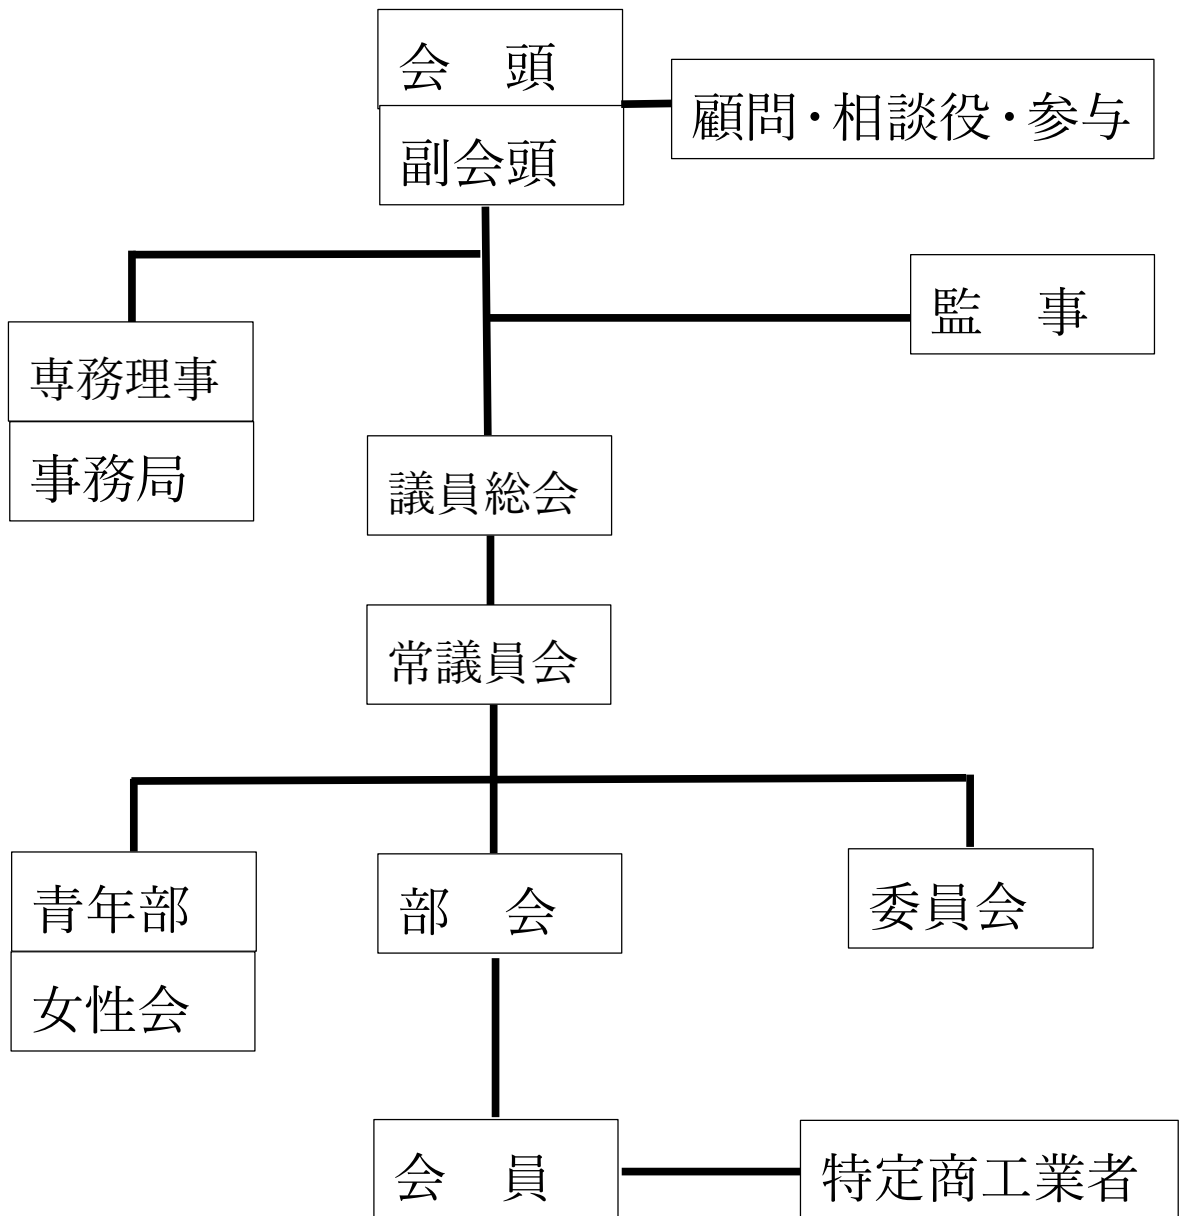 会　頭
顧問・相談役・参与
副会頭
監　事
専務理事
事務局
議員総会
常議員会
青年部
部　会
委員会
女性会
会　員
特定商工業者